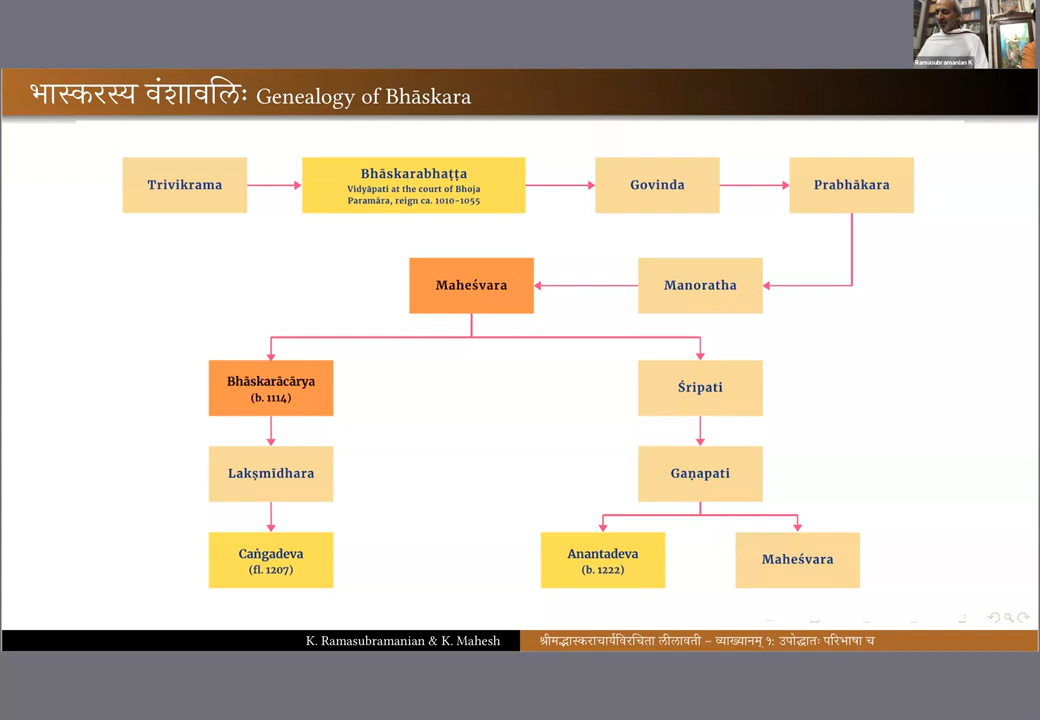 Ramasubramanian K
भास्करस्य वंशावलिः Genealogy of Bhāskara
Trivikrama
Bhāskarabhaṭṭa
Vidyāpati at the court of Bhoja
Paramāra, reign ca. 1010-1055
Govinda
Prabhākara
Maheśvara
Manoratha
Bhāskarācārya
(b. 1114)
Śripati
Lakṣmīdhara
Gaṇapati
Caṅgadeva
(fl. 1207)
Anantadeva
(b. 1222)
Maheśvara
K. Ramasubramanian & K. Mahesh
श्रीमद्भास्कराचार्यविरचिता लीलावती – व्याख्यानम् १: उपोद्घातः परिभाषा च